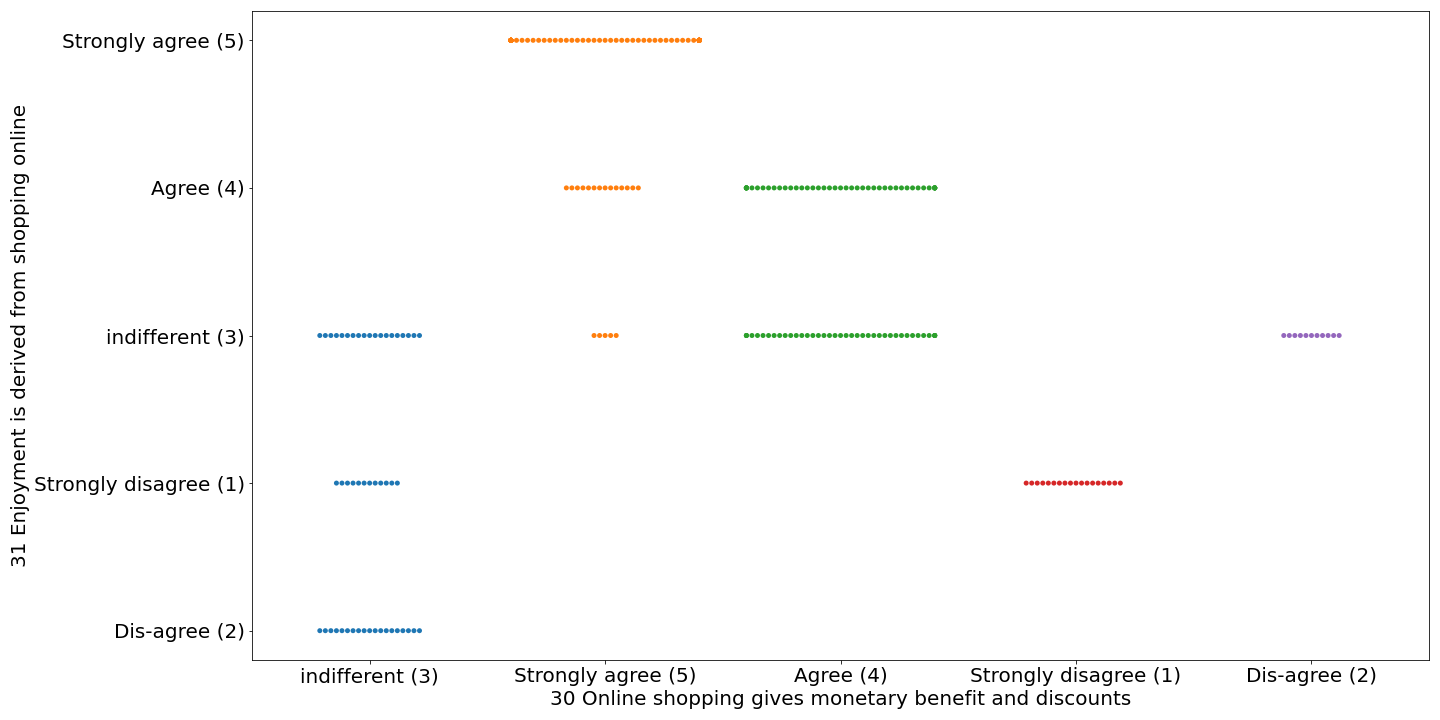 31 Enjoyment is derived from shopping online
Strongly agree (5)
Agree (4)
indifferent (3)
Strongly disagree (1)
Dis-agree (2)
indifferent (3)
Strongly agree (5)
Agree (4)
Strongly disagree (1)
Dis-agree (2)
30 Online shopping gives monetary benefit and discounts